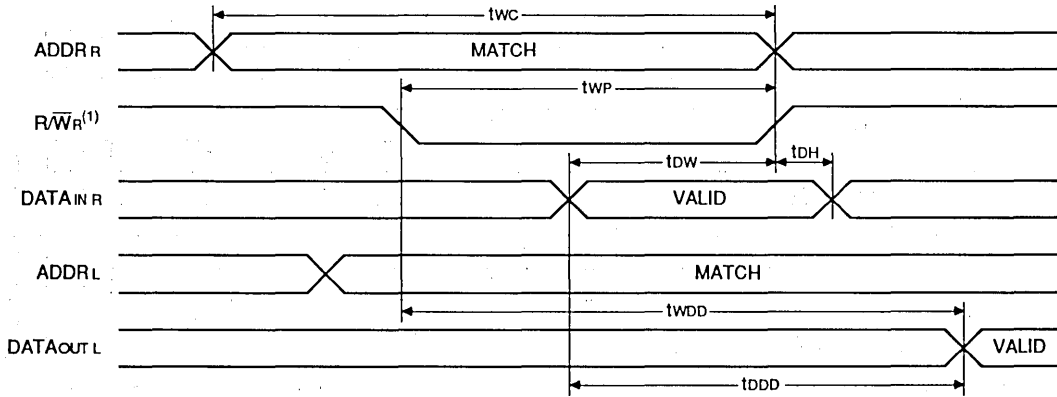 tWC
ADDR R
MATCH
tWP
R/W̅R(1)
tDW
tDH
DATAIN R
VALID
ADDR L
MATCH
tWDD
DATAOUT L
VALID
tDDD